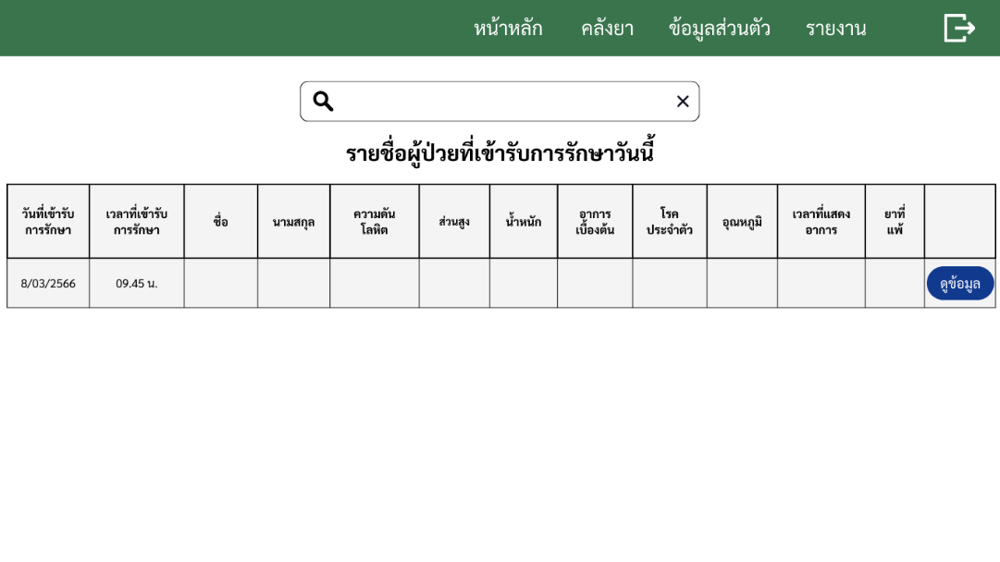 หน้าหลัก คลังยา ข้อมูลส่วนตัว รายงาน
รายชื่อผู้ป่วยที่เข้ารับการรักษาวันนี้
วันที่เข้ารับ การรักษา เวลาที่เข้ารับ การรักษา ชื่อ นามสกุล ความดัน โลหิต ส่วนสูง น้ำหนัก อาการ เบื้องต้น โรค ประจำตัว อุณหภูมิ เวลาที่แสดง อาการ ยาที่ แพ้
8/03/2566 09.45 น. ดูข้อมูล